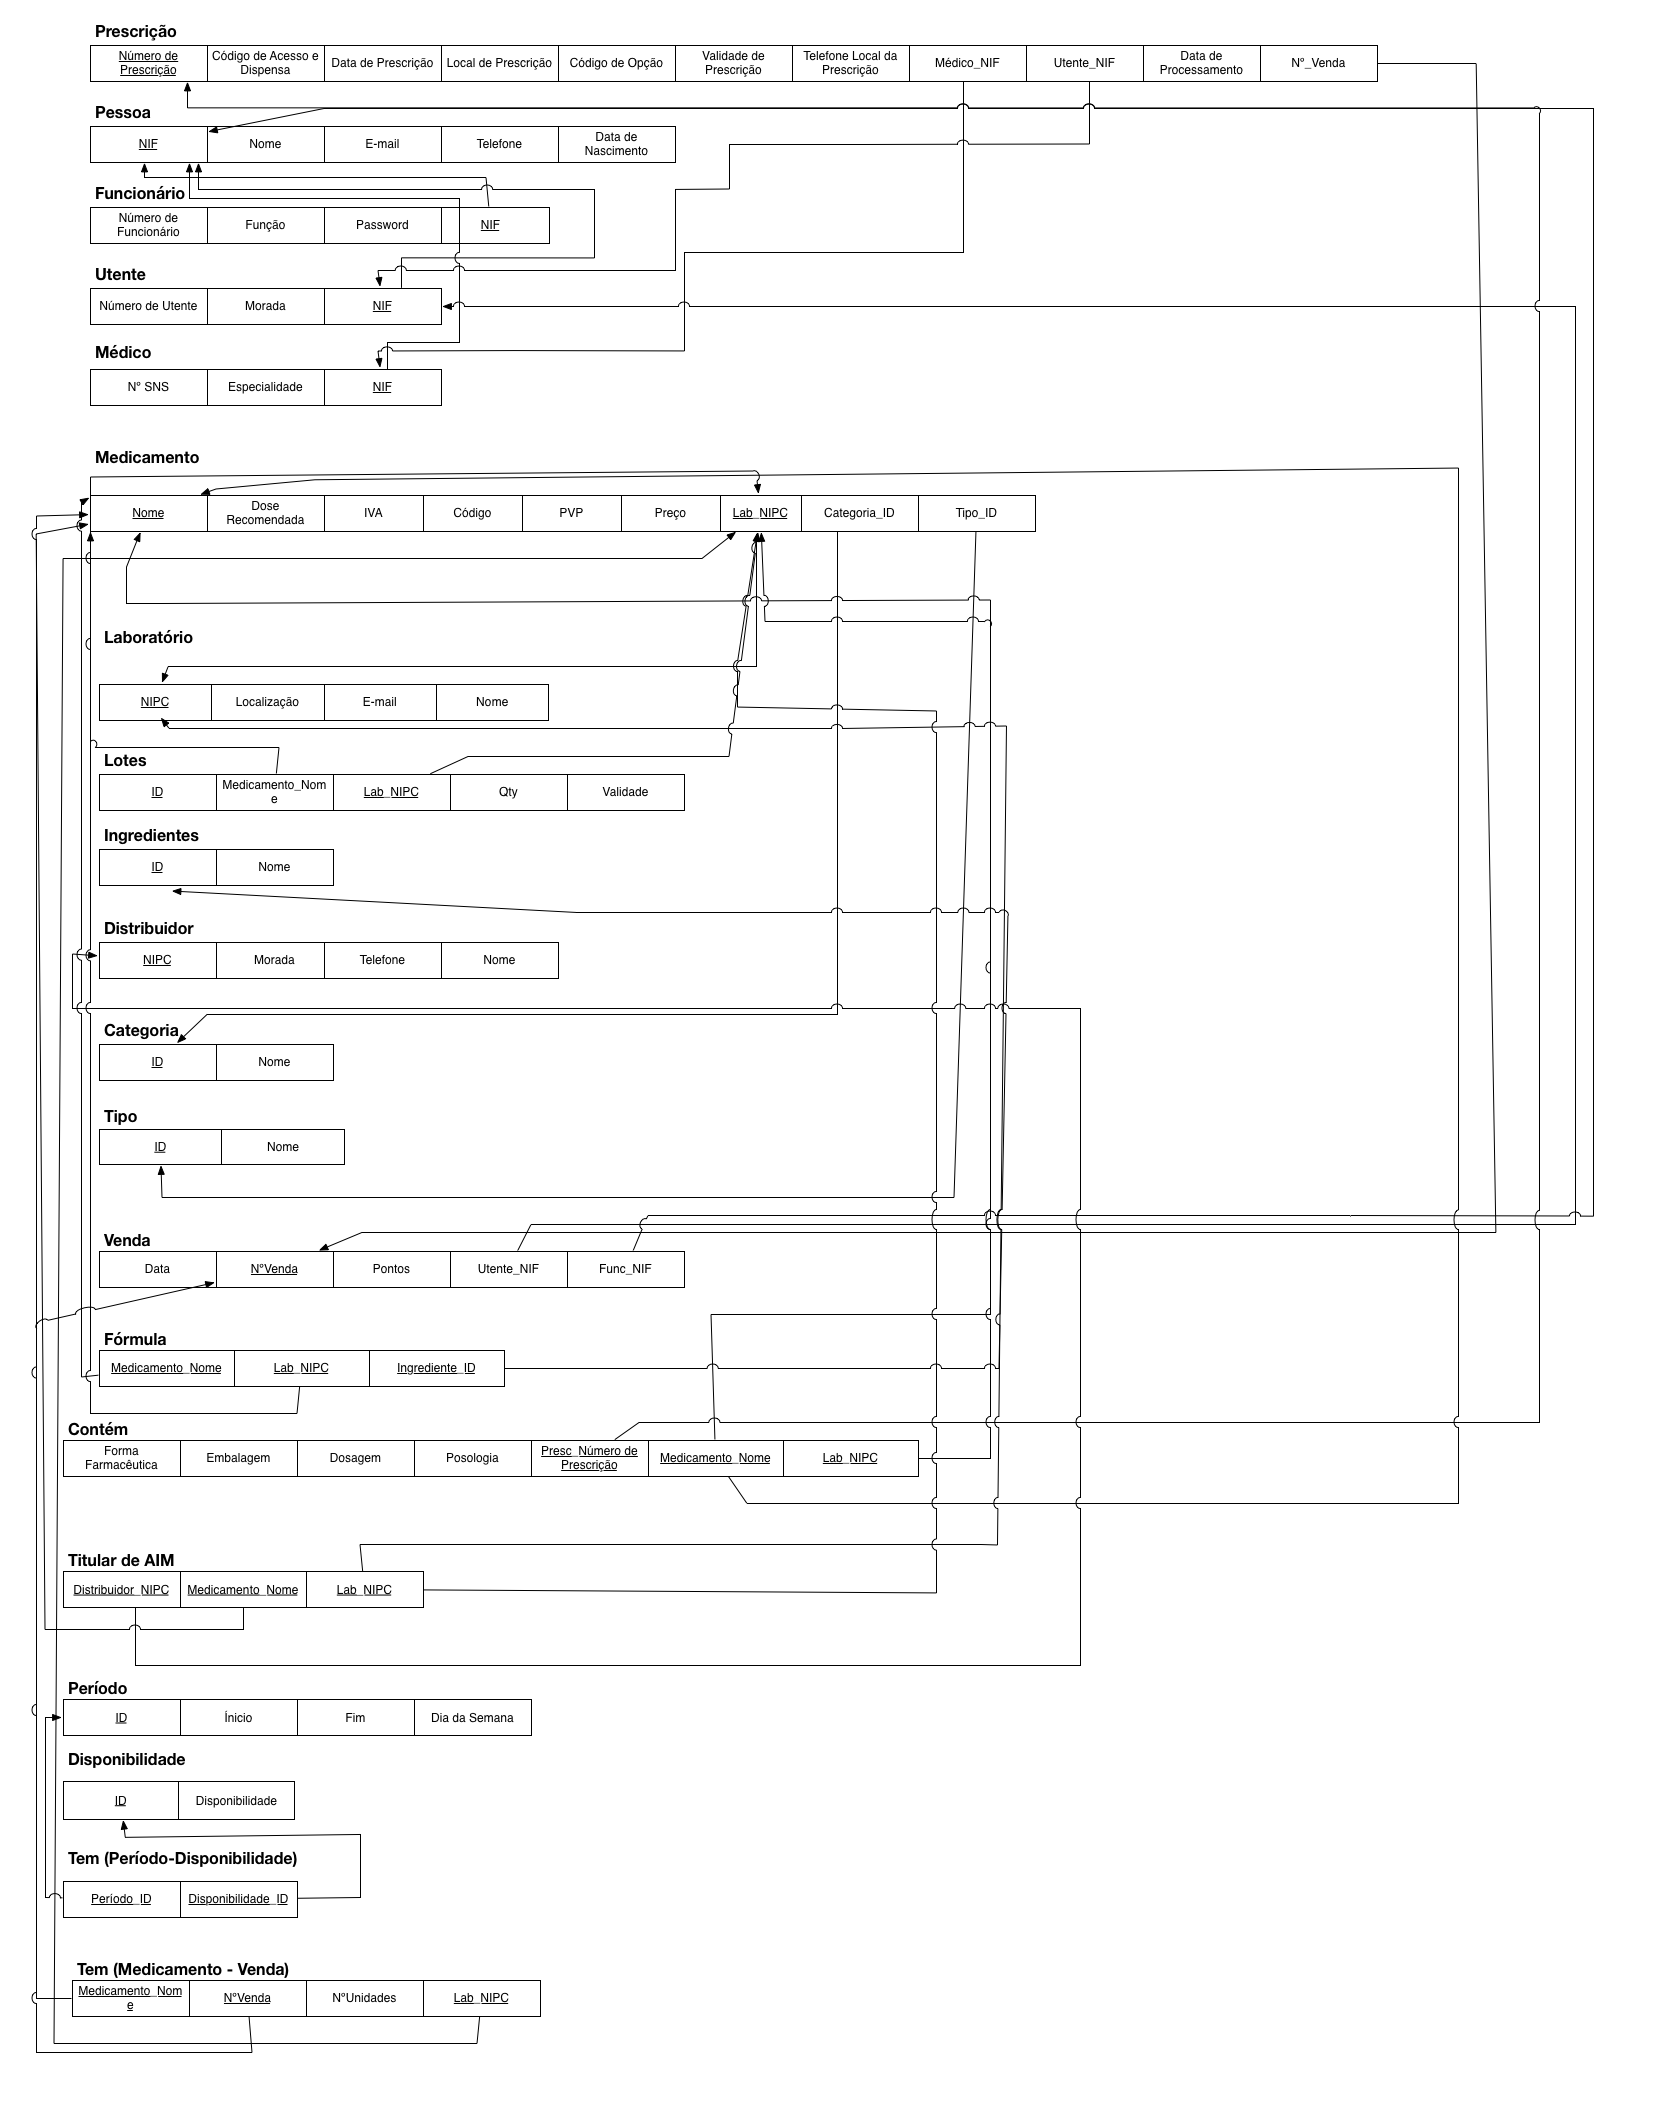 Prescrição
Número de
Prescrição
Código de Acesso e
Dispensa
Data de Prescrição
Local de Prescrição
Código de Opção
Validade de
Prescrição
Telefone Local da
Prescrição
Médico_NIF
Utente_NIF
Data de
Processamento
Nº_Venda
Pessoa
NIF
Nome
E-mail
Telefone
Data de
Nascimento
Funcionário
Número de
Funcionário
Função
Password
NIF
Utente
Número de Utente
Morada
NIF
Médico
Nº SNS
Especialidade
NIF
Medicamento
Nome
Dose
Recomendada
IVA
Código
PVP
Preço
Lab_NIPC
Categoria_ID
Tipo_ID
Laboratório
NIPC
Localização
E-mail
Nome
Lotes
ID
Medicamento_Nom
e
Lab_NIPC
Qty
Validade
Ingredientes
ID
Nome
Distribuidor
NIPC
Morada
Telefone
Nome
Categoria
ID
Nome
Tipo
ID
Nome
Venda
Data
NºVenda
Pontos
Utente_NIF
Func_NIF
Fórmula
Medicamento_Nome
Lab_NIPC
Ingrediente_ID
Contém
Forma
Farmacêutica
Embalagem
Dosagem
Posologia
Presc_Número de
Prescrição
Medicamento_Nome
Lab_NIPC
Titular de AIM
Distribuidor_NIPC
Medicamento_Nome
Lab_NIPC
Período
ID
Ínicio
Fim
Dia da Semana
Disponibilidade
ID
Disponibilidade
Tem (Período-Disponibilidade)
Período_ID
Disponibilidade_ID
Tem (Medicamento - Venda)
Medicamento_Nom
e
NºVenda
NºUnidades
Lab_NIPC